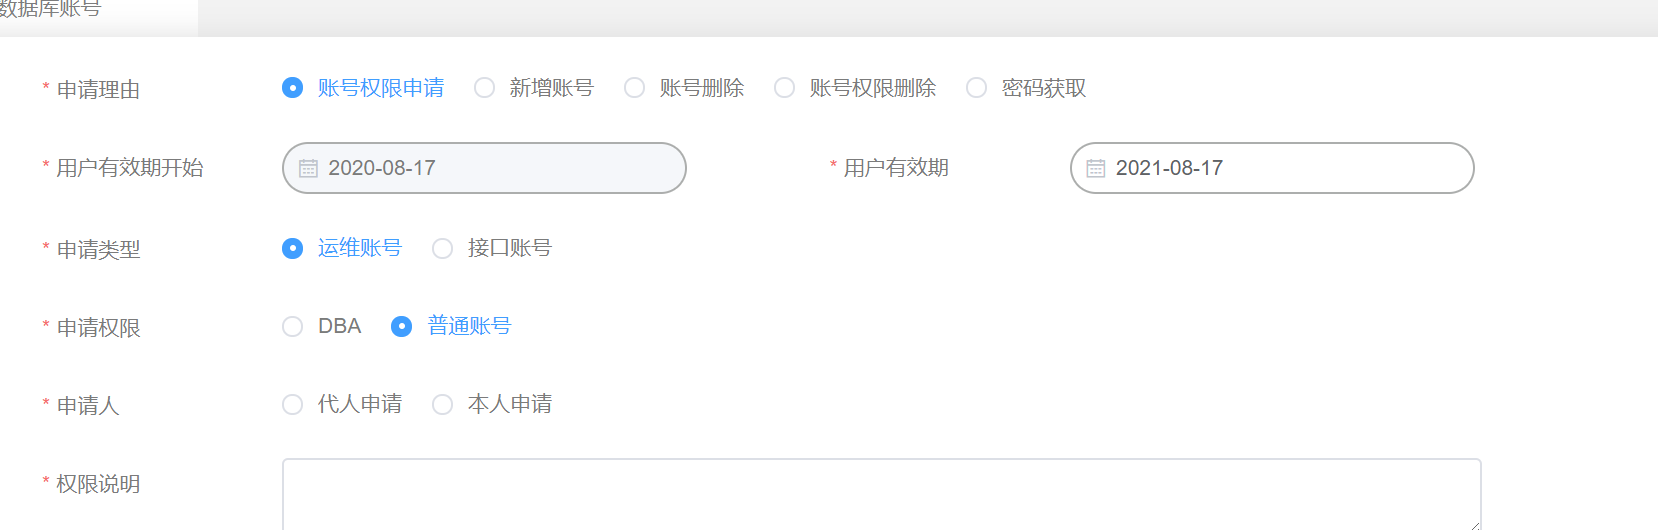 数据库账号
* 申请理由 账号权限申请 新增账号 账号删除 账号权限删除 密码获取
* 用户有效期开始 2020-08-17 * 用户有效期 2021-08-17
* 申请类型 运维账号 接口账号
* 申请权限 DBA 普通账号
* 申请人 代人申请 本人申请
* 权限说明